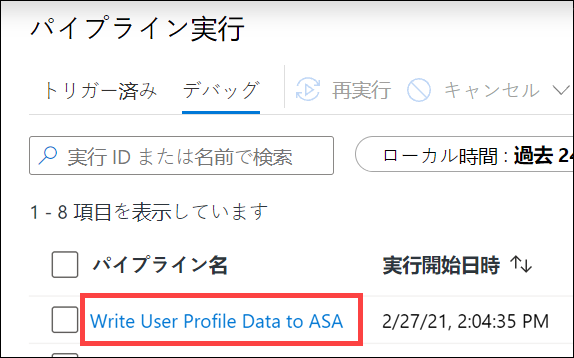 パイプライン実行
トリガー済み デバッグ 再実行 キャンセル
実行 ID または名前で検索 ローカル時間 : 過去 24
1 - 8 項目を表示しています
パイプライン名 実行開始日時
Write User Profile Data to ASA 2/27/21, 2:04:35 PM